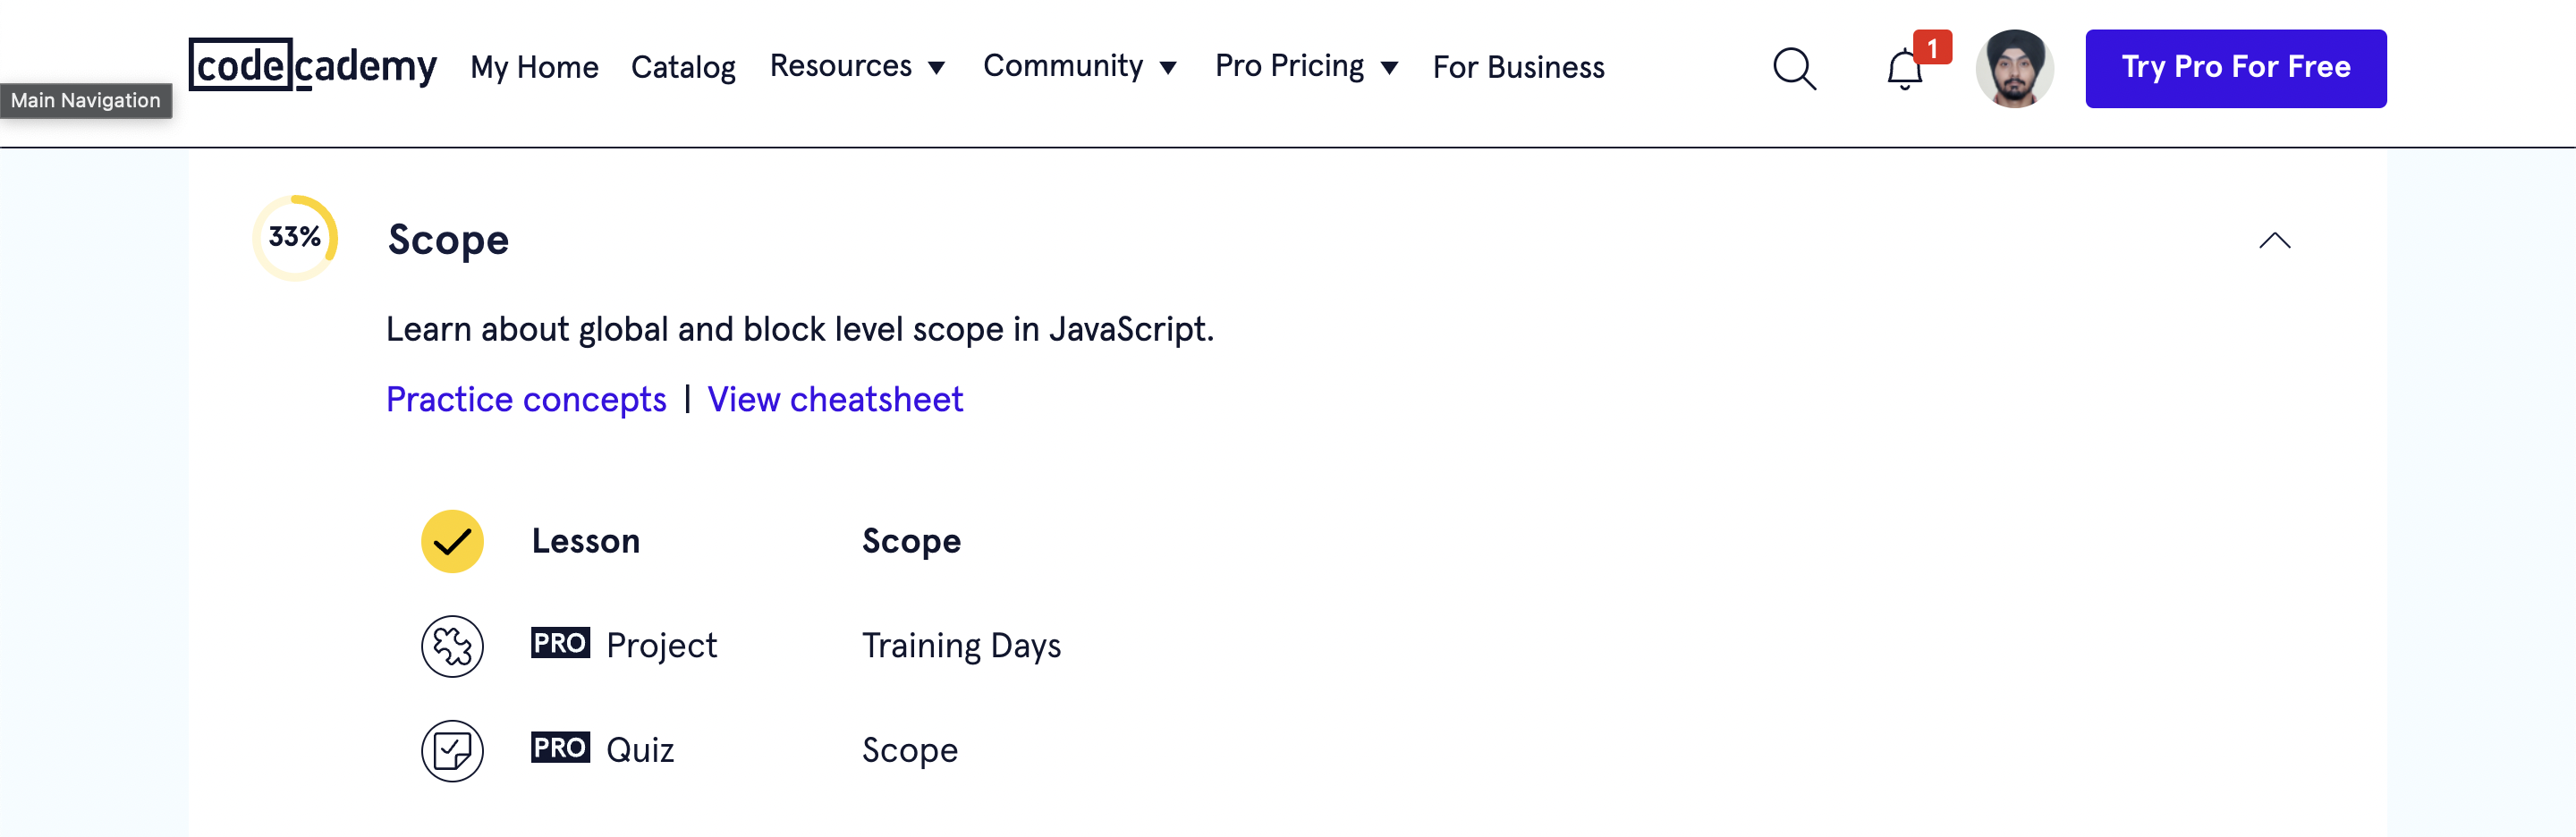 codecademy My Home Catalog Resources Community Pro Pricing For Business 1 Try Pro For Free
Main Navigation
33% Scope
Learn about global and block level scope in JavaScript.
Practice concepts | View cheatsheet
Lesson Scope
PRO Project Training Days
PRO Quiz Scope